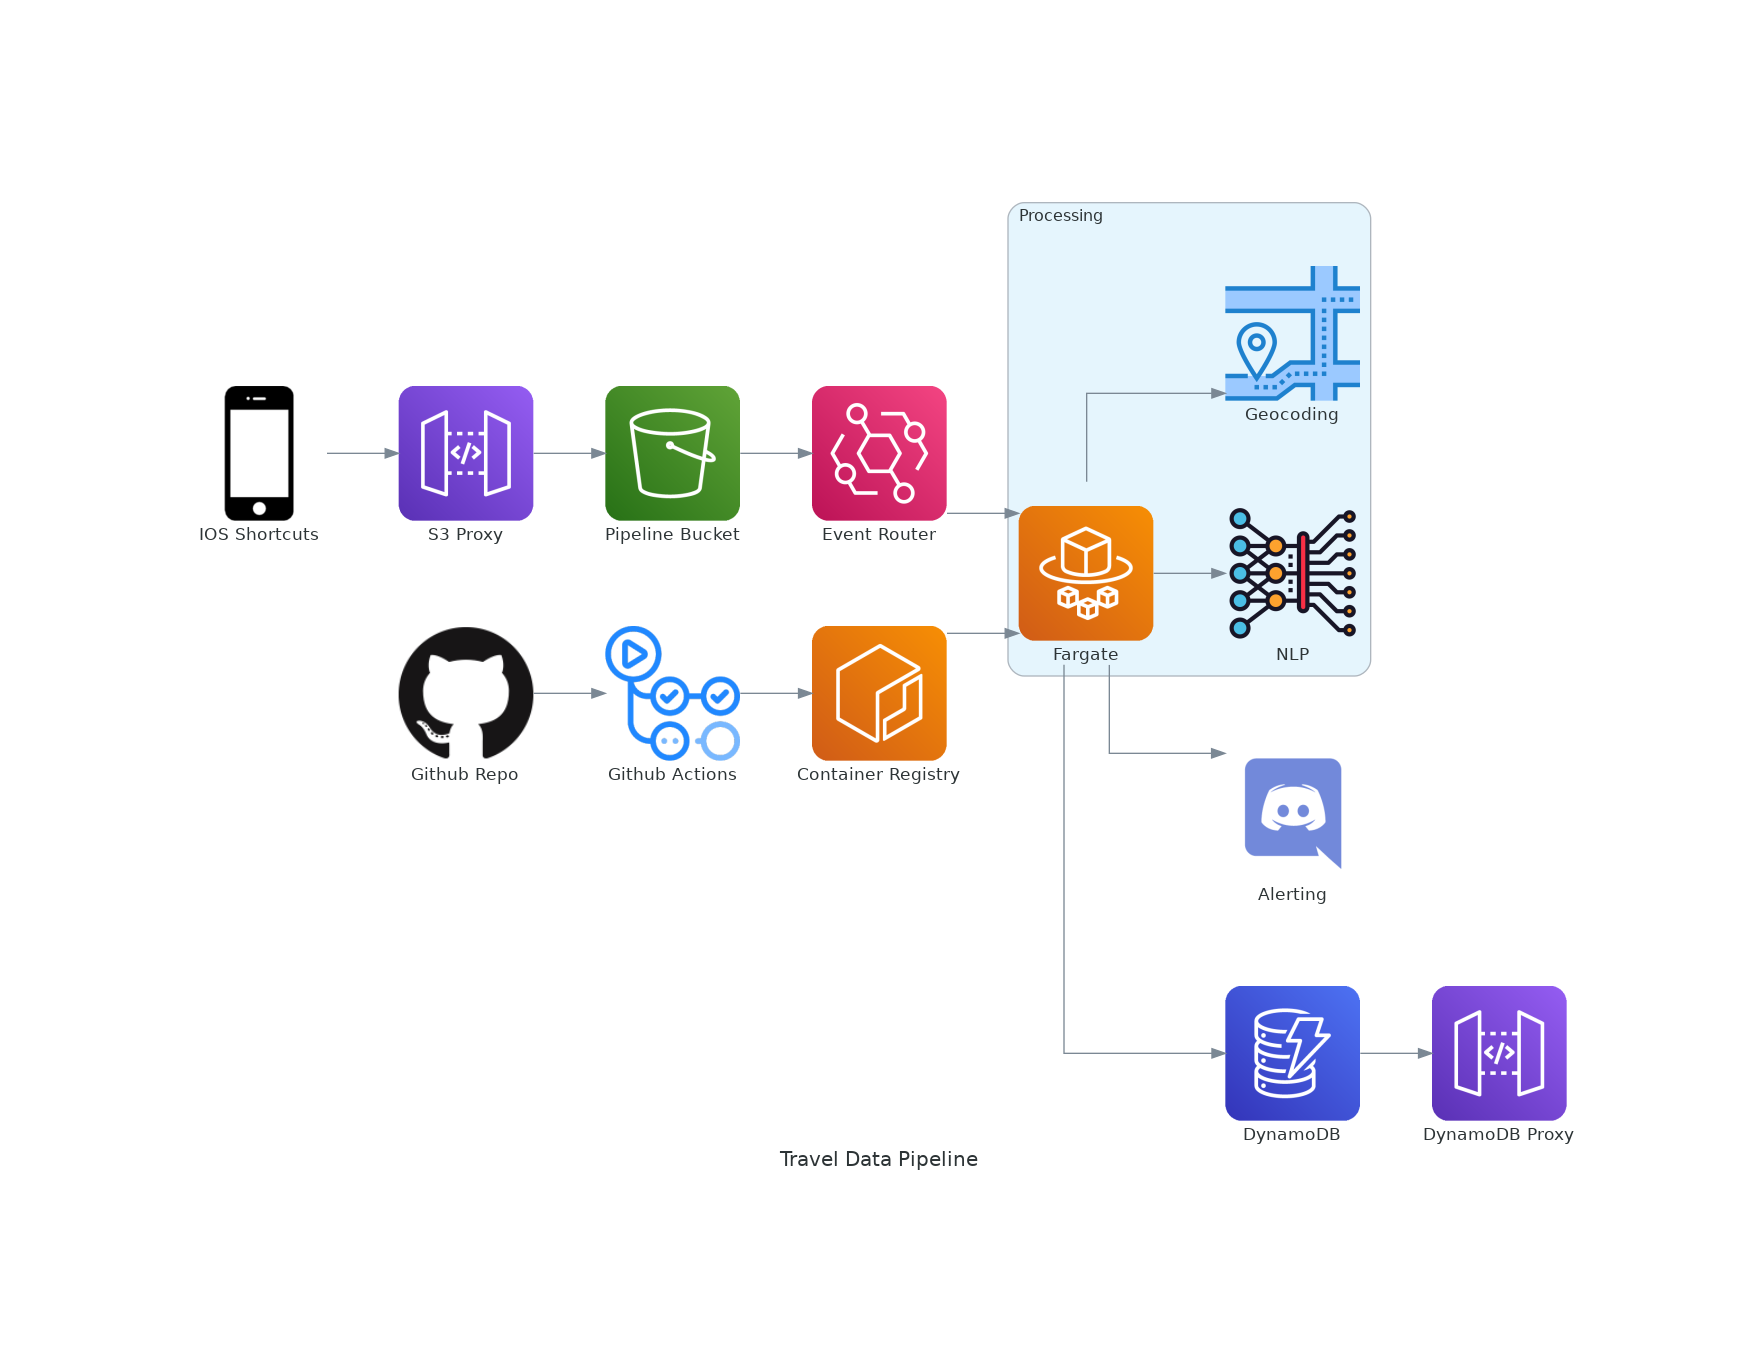 Processing
Geocoding
IOS Shortcuts
S3 Proxy
Pipeline Bucket
Event Router
Fargate
NLP
Github Repo
Github Actions
Container Registry
Alerting
DynamoDB
DynamoDB Proxy
Travel Data Pipeline